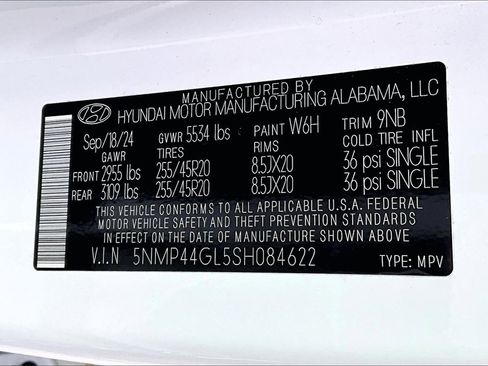 MANUFACTURED BY
HYUNDAI MOTOR MANUFACTURING ALABAMA, LLC
Sep/18/24 GVWR 5534 lbs PAINT W6H TRIM 9NB
GAWR TIRES RIMS COLD TIRE INFL
FRONT 2955 lbs 255/45R20 8.5JX20 36 psi SINGLE
REAR 3109 lbs 255/45R20 8.5JX20 36 psi SINGLE
THIS VEHICLE CONFORMS TO ALL APPLICABLE U.S.A. FEDERAL
MOTOR VEHICLE SAFETY AND THEFT PREVENTION STANDARDS
IN EFFECT ON THE DATE OF MANUFACTURE SHOWN ABOVE
V.I.N 5NMP44GL5SH084622 TYPE: MPV